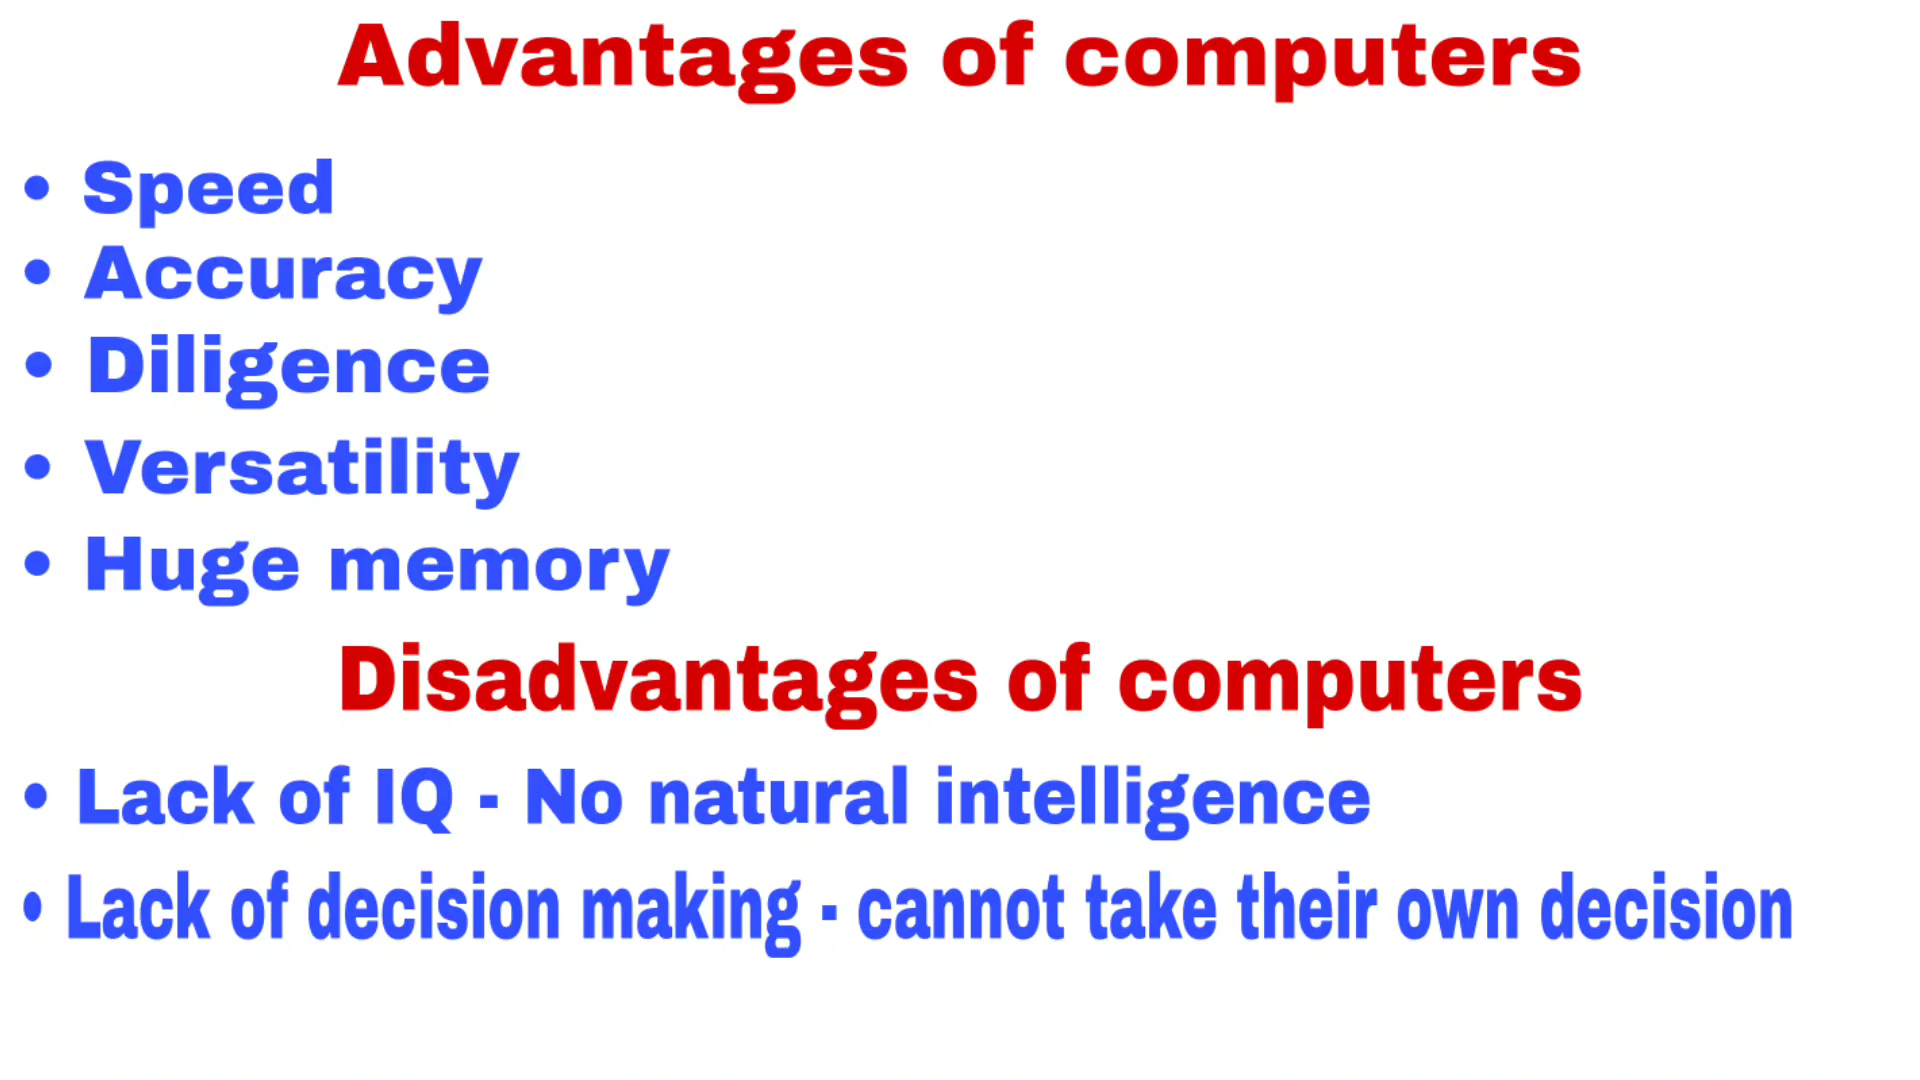 Advantages of computers
• Speed
• Accuracy
• Diligence
• Versatility
• Huge memory
Disadvantages of computers
• Lack of IQ - No natural intelligence
• Lack of decision making - cannot take their own decision